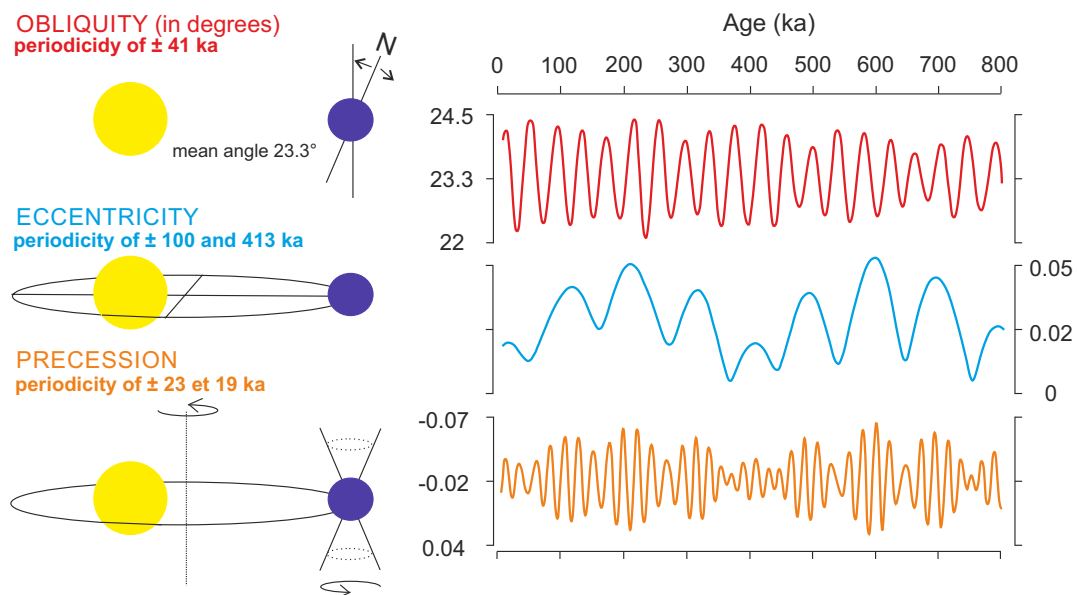 OBLIQUITY (in degrees)
periodicidy of ± 41 ka
N
mean angle 23.3°
ECCENTRICITY
periodicity of ± 100 and 413 ka
PRECESSION
periodicity of ± 23 et 19 ka
Age (ka)
0 100 200 300 400 500 600 700 800
24.5
23.3
22
0.05
0.02
0
-0.07
-0.02
0.04